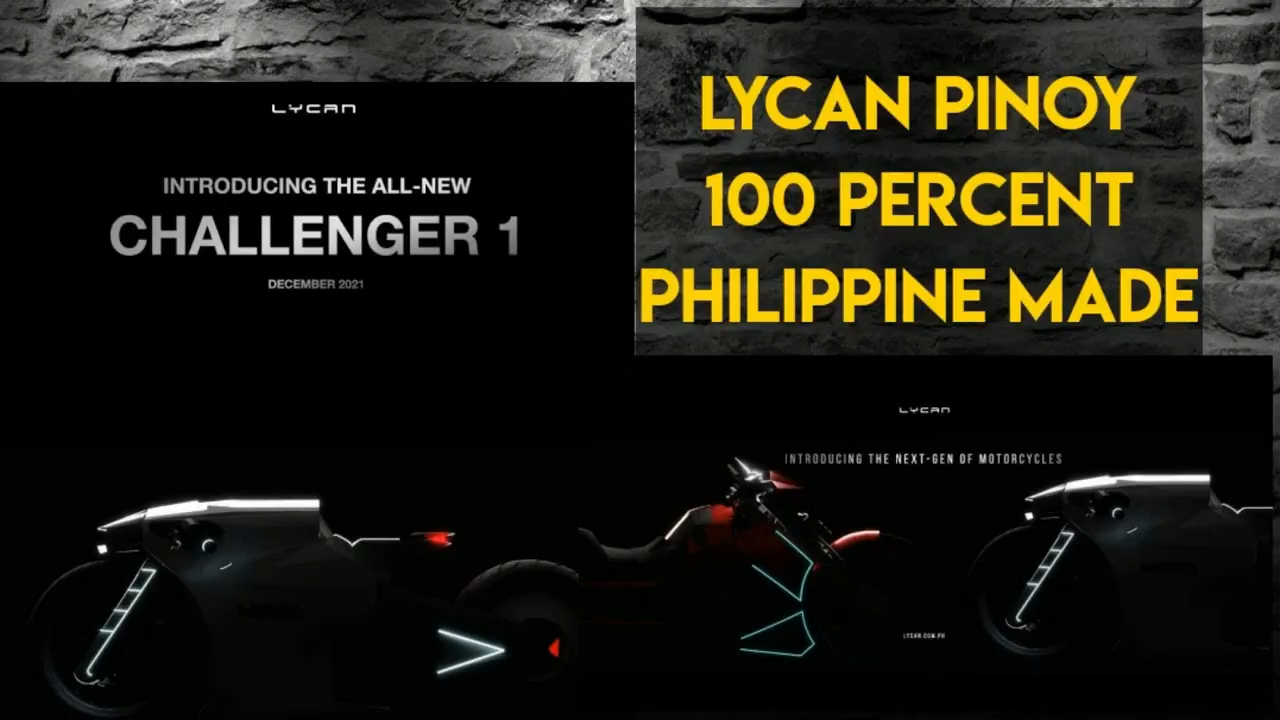 LYCAN
INTRODUCING THE ALL-NEW
CHALLENGER 1
DECEMBER 2021
LYCAN PINOY
100 PERCENT
PHILIPPINE MADE
LYCAN
INTRODUCING THE NEXT-GEN OF MOTORCYCLES
LYCAN.COM.PH